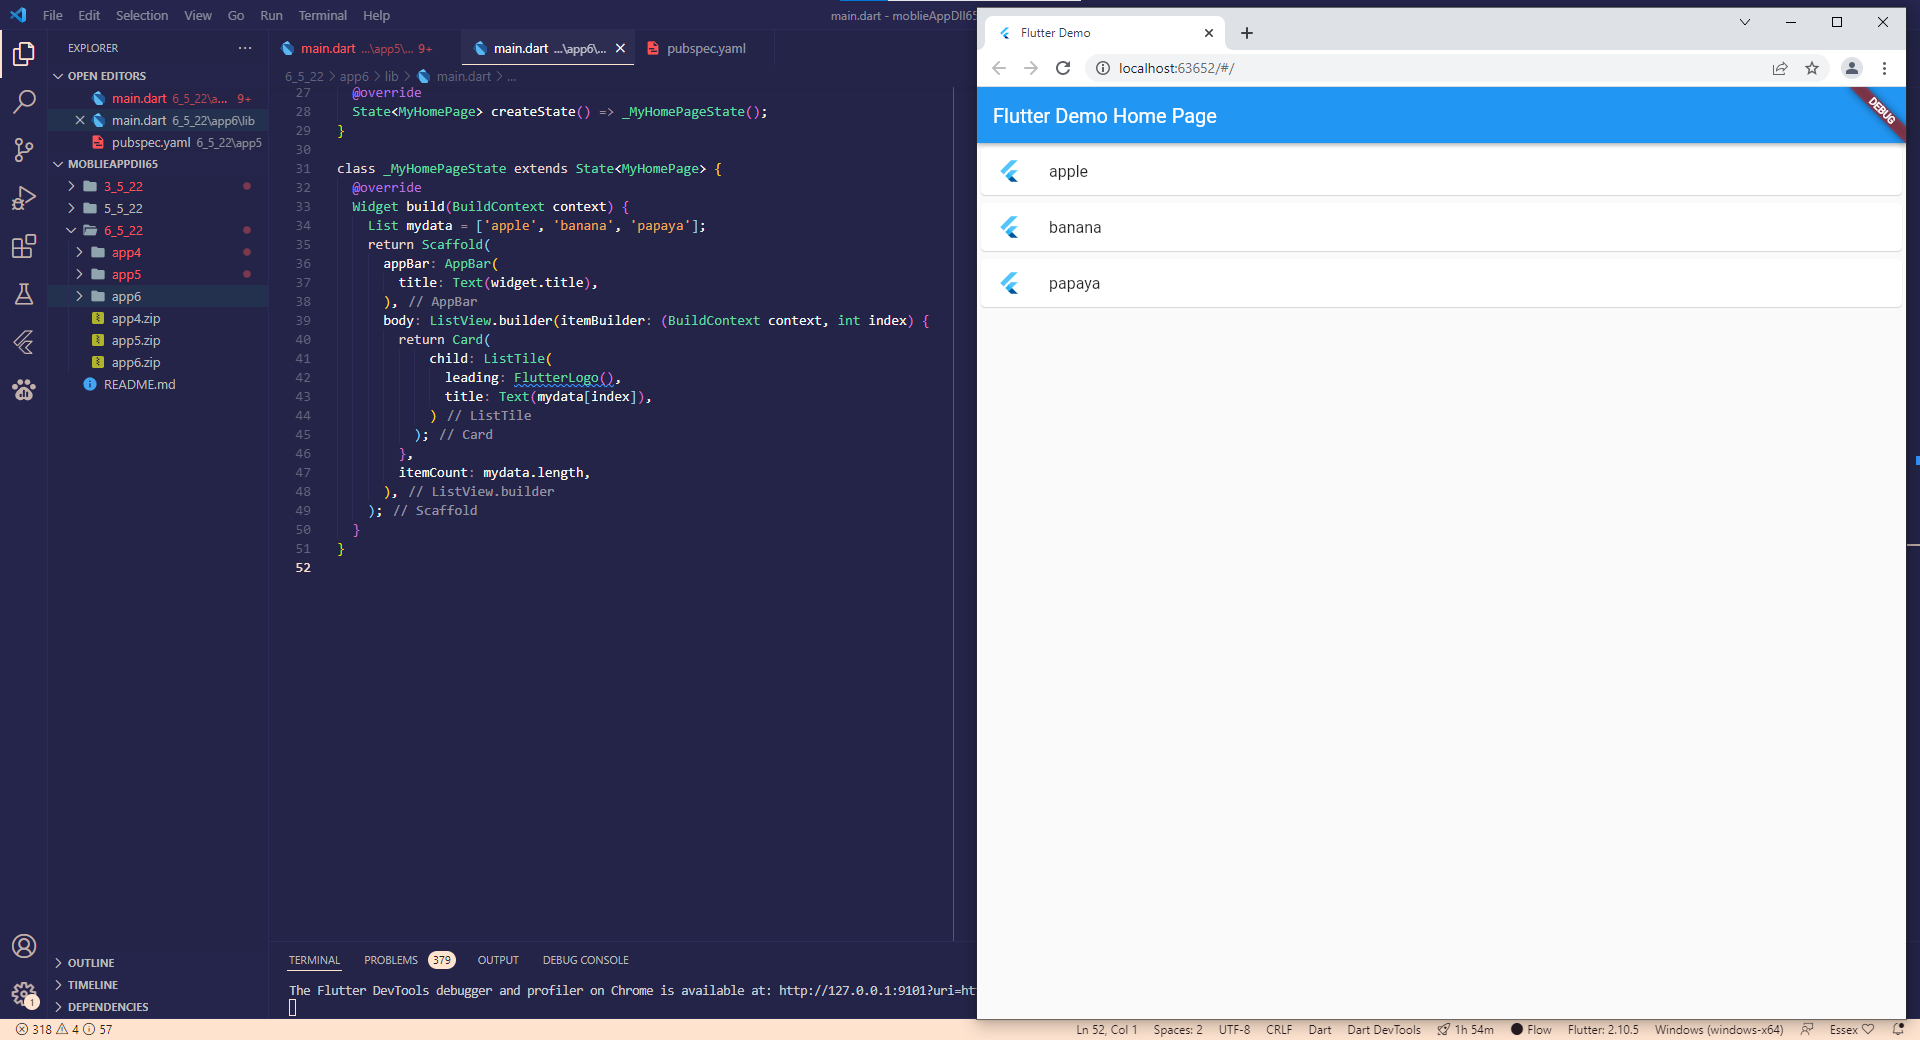 File Edit Selection View Go Run Terminal Help
main.dart - moblieAppDII65
EXPLORER
OPEN EDITORS
main.dart 6_5_22\a... 9+
main.dart 6_5_22\app6\lib
pubspec.yaml 6_5_22\app5
MOBLIEAPPDII65
3_5_22
5_5_22
6_5_22
app4
app5
app6
app4.zip
app5.zip
app6.zip
README.md
OUTLINE
TIMELINE
DEPENDENCIES
main.dart ...\app5\... 9+
main.dart ...\app6\...
pubspec.yaml
6_5_22 > app6 > lib > main.dart > ...
27 @override
28 State<MyHomePage> createState() => _MyHomePageState();
29 }
30
31 class _MyHomePageState extends State<MyHomePage> {
32 @override
33 Widget build(BuildContext context) {
34 List mydata = ['apple', 'banana', 'papaya'];
35 return Scaffold(
36 appBar: AppBar(
37 title: Text(widget.title),
38 ), // AppBar
39 body: ListView.builder(itemBuilder: (BuildContext context, int index) {
40 return Card(
41 child: ListTile(
42 leading: FlutterLogo(),
43 title: Text(mydata[index]),
44 ) // ListTile
45 ); // Card
46 },
47 itemCount: mydata.length,
48 ), // ListView.builder
49 ); // Scaffold
50 }
51 }
52
TERMINAL PROBLEMS 379 OUTPUT DEBUG CONSOLE
The Flutter DevTools debugger and profiler on Chrome is available at: http://127.0.0.1:9101?uri=ht
Flutter Demo
localhost:63652/#/
Flutter Demo Home Page
DEBUG
apple
banana
papaya
1
318 4 57
Ln 52, Col 1 Spaces: 2 UTF-8 CRLF Dart Dart DevTools 1h 54m Flow Flutter: 2.10.5 Windows (windows-x64) Essex